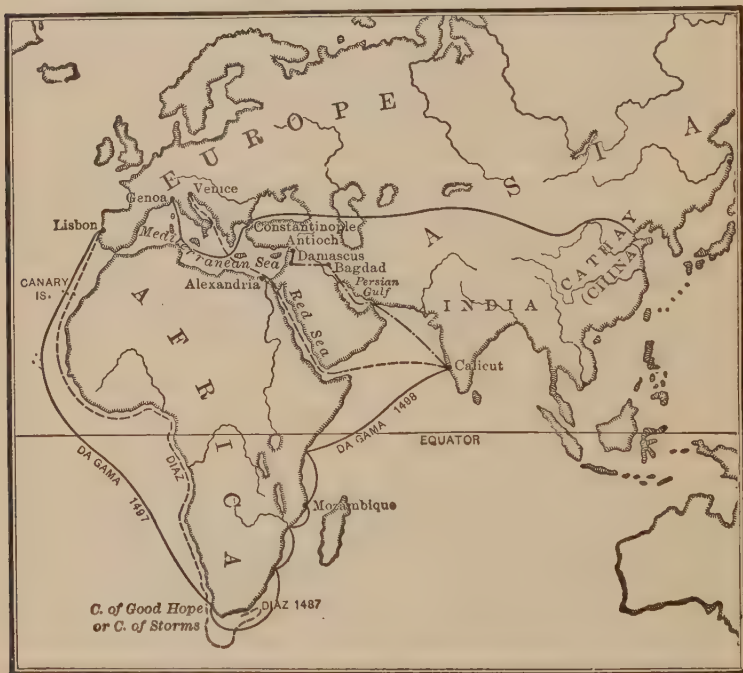 EUROPE
ASIA
Venice
Genoa
Lisbon
Constantinople
Antioch
Mediterranean Sea
Damascus
Bagdad
Persian
Gulf
CATHAY
(CHINA)
CANARY
IS.
Alexandria
Red Sea
INDIA
AFRICA
Calicut
DA GAMA 1498
EQUATOR
DA GAMA 1497
DIAZ
Mozambique
C. of Good Hope
or C. of Storms
DIAZ 1487